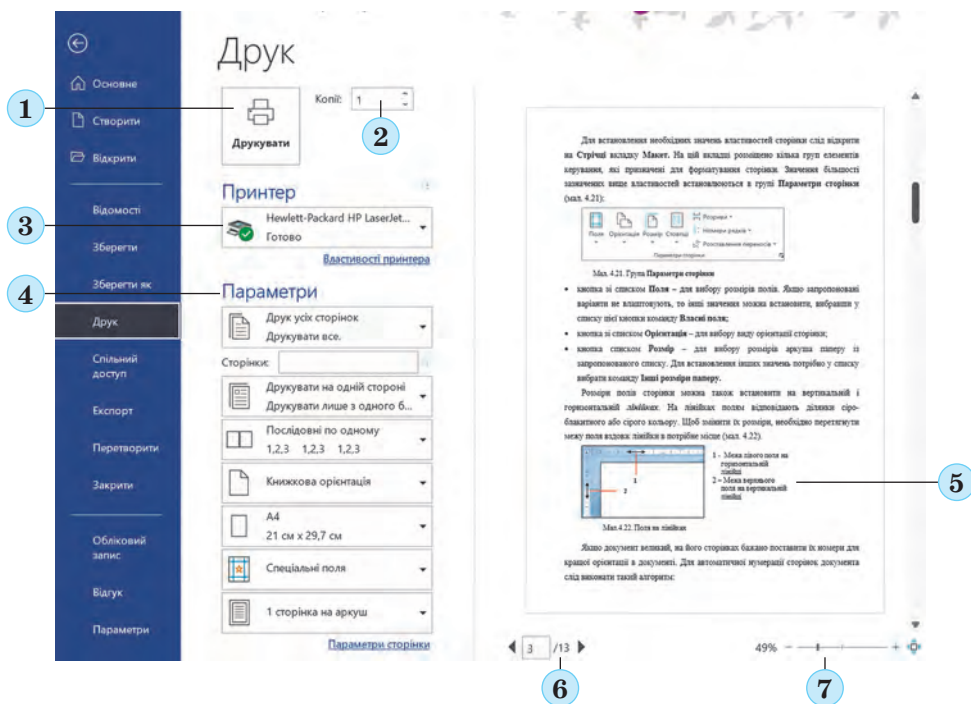 Основне
Створити
Відкрити
Відомості
Зберегти
Зберегти як
Друк
Спільний
доступ
Експорт
Перетворити
Закрити
Обліковий
запис
Відгук
Параметри
Друк
Друкувати
Копії: 1
Принтер
Hewlett-Packard HP LaserJet...
Готово
Властивості принтера
Параметри
Друк усіх сторінок
Друкувати все.
Сторінки:
Друкувати на одній стороні
Друкувати лише з одного б...
Послідовні по одному
1,2,3 1,2,3 1,2,3
Книжкова орієнтація
A4
21 см x 29,7 см
Спеціальні поля
1 сторінка на аркуш
Параметри сторінки
Для встановлення необхідних значень властивостей сторінки слід відкрити
на Стрічці вкладку Макет. На цій вкладці розміщено кілька груп елементів
керування, які призначені для форматування сторінки. Значення більшості
зазначених вище властивостей встановлюються в групі Параметри сторінки
(мал. 4.21):
Поля Орієнтація Розмір Стовпці
Розриви
Номери рядків
Розставлення переносів
Параметри сторінки
Мал. 4.21. Група Параметри сторінки
• кнопка зі списком Поля – для вибору розмірів полів. Якщо запропоновані
варіанти не влаштовують, то інші значення можна встановити, вибравши у
списку цієї кнопки команду Власні поля;
• кнопка зі списком Орієнтація – для вибору виду орієнтації сторінки;
• кнопка списком Розмір – для вибору розмірів аркуша паперу із
запропонованого списку. Для встановлення інших значень потрібно у списку
вибрати команду Інші розміри паперу.
Розміри полів сторінки можна також встановити на вертикальній і
горизонтальній лінійках. На лінійках полям відповідають ділянки сіро-
блакитного або сірого кольору. Щоб змінити їх розміри, необхідно перетягнути
межу поля вздовж лінійки в потрібне місце (мал. 4.22).
1
2
1 - Межа лівого поля на
горизонтальній
лінійці
2 – Межа верхнього
поля на вертикальній
лінійці
Мал.4.22. Поля на лінійках
Якщо документ великий, на його сторінках бажано поставити їх номери для
кращої орієнтації в документі. Для автоматичної нумерації сторінок документа
слід виконати такий алгоритм:
3 /13
49%
1
2
3
4
5
6
7